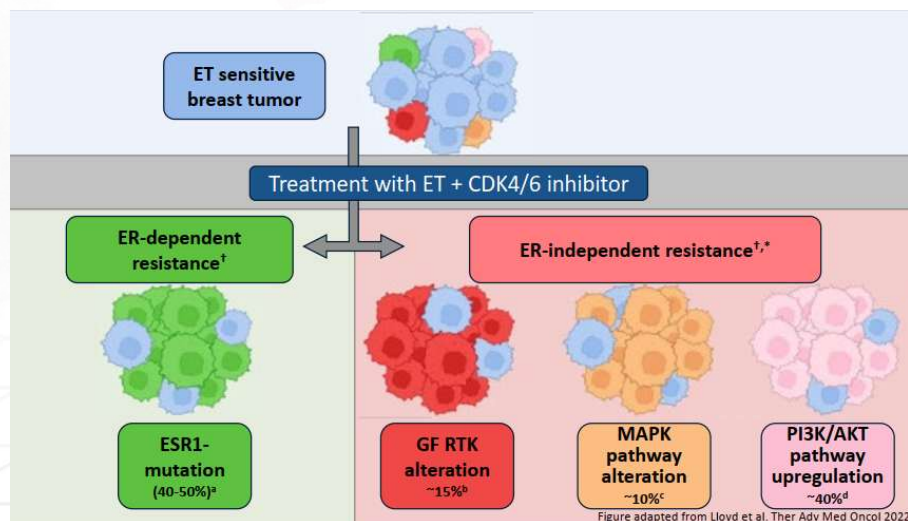 ET sensitive
breast tumor
Treatment with ET + CDK4/6 inhibitor
ER-dependent
resistance†
ER-independent resistance†,*
ESR1-
mutation
(40-50%)ᵃ
GF RTK
alteration
~15%ᵇ
MAPK
pathway
alteration
~10%ᶜ
PI3K/AKT
pathway
upregulation
~40%ᵈ
Figure adapted from Lloyd et al. Ther Adv Med Oncol 2022